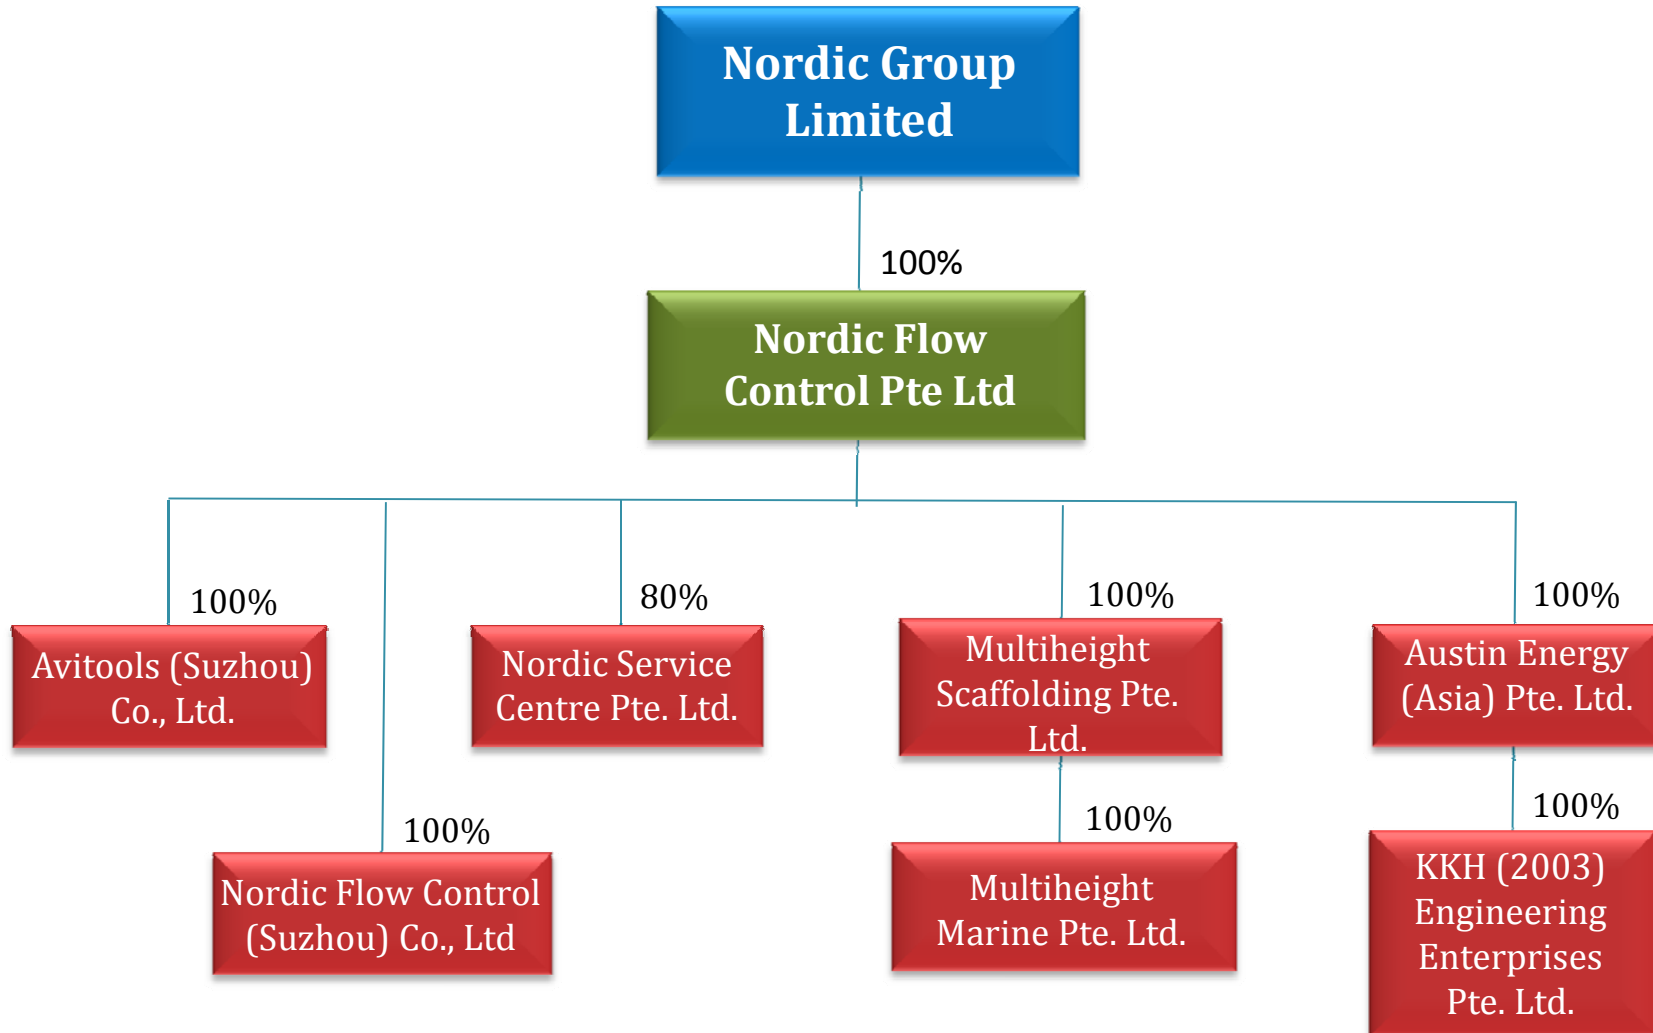 Nordic Group
Limited
100%
Nordic Flow
Control Pte Ltd
100%
Avitools (Suzhou)
Co., Ltd.
100%
Nordic Flow Control
(Suzhou) Co., Ltd
80%
Nordic Service
Centre Pte. Ltd.
100%
Multiheight
Scaffolding Pte.
Ltd.
100%
Multiheight
Marine Pte. Ltd.
100%
Austin Energy
(Asia) Pte. Ltd.
100%
KKH (2003)
Engineering
Enterprises
Pte. Ltd.